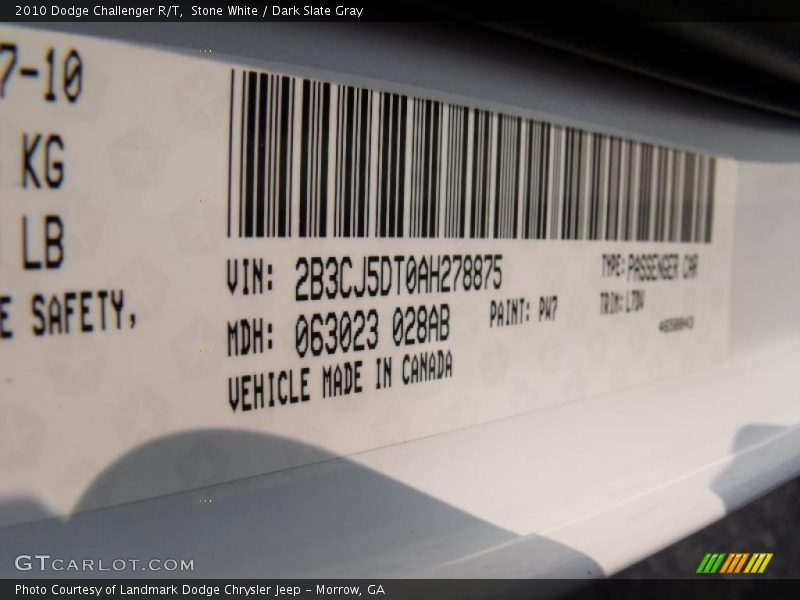 2010 Dodge Challenger R/T, Stone White / Dark Slate Gray
7-10
KG
LB
E SAFETY,
VIN: 2B3CJ5DT0AH278875
TYPE: PASSENGER CAR
MDH: 063023 028AB
PAINT: PW7
TRIM:
VEHICLE MADE IN CANADA
GTCARLOT.COM
Photo Courtesy of Landmark Dodge Chrysler Jeep - Morrow, GA